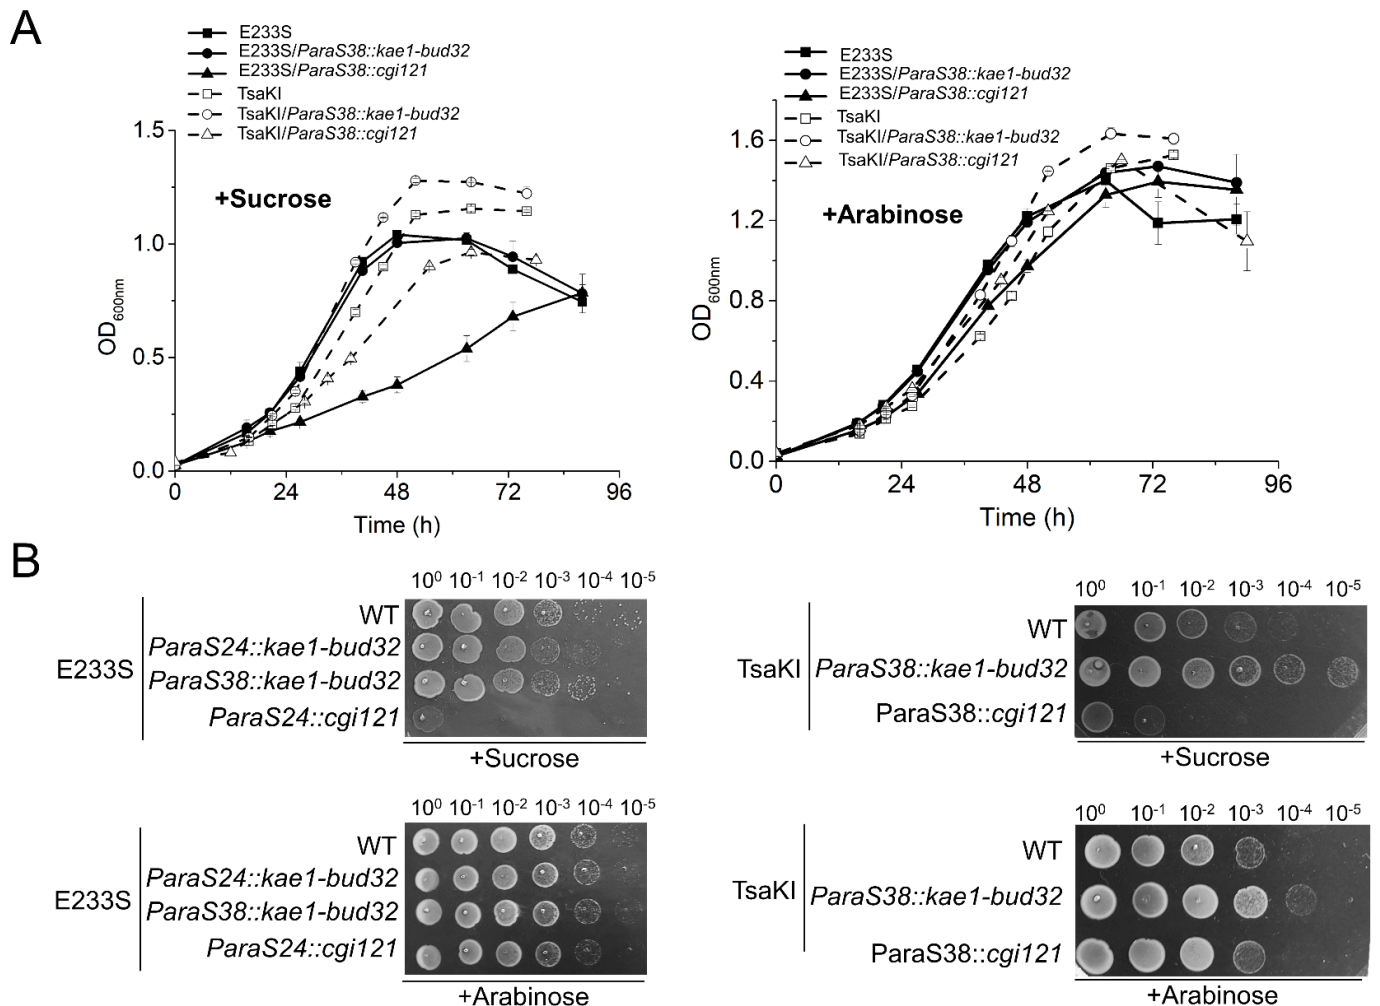 A
E233S
E233S/ParaS38::kae1-bud32
E233S/ParaS38::cgi121
TsaKI
TsaKI/ParaS38::kae1-bud32
TsaKI/ParaS38::cgi121
+Sucrose
1.5
1.0
0.5
0.0
OD600nm
0 24 48 72 96
Time (h)
E233S
E233S/ParaS38::kae1-bud32
E233S/ParaS38::cgi121
TsaKI
TsaKI/ParaS38::kae1-bud32
TsaKI/ParaS38::cgi121
+Arabinose
1.6
1.2
0.8
0.4
0.0
OD600nm
0 24 48 72 96
Time (h)
B
10⁰ 10⁻¹ 10⁻² 10⁻³ 10⁻⁴ 10⁻⁵
E233S
WT
ParaS24::kae1-bud32
ParaS38::kae1-bud32
ParaS24::cgi121
+Sucrose
10⁰ 10⁻¹ 10⁻² 10⁻³ 10⁻⁴ 10⁻⁵
TsaKI
WT
ParaS38::kae1-bud32
ParaS38::cgi121
+Sucrose
10⁰ 10⁻¹ 10⁻² 10⁻³ 10⁻⁴ 10⁻⁵
E233S
WT
ParaS24::kae1-bud32
ParaS38::kae1-bud32
ParaS24::cgi121
+Arabinose
10⁰ 10⁻¹ 10⁻² 10⁻³ 10⁻⁴ 10⁻⁵
TsaKI
WT
ParaS38::kae1-bud32
ParaS38::cgi121
+Arabinose